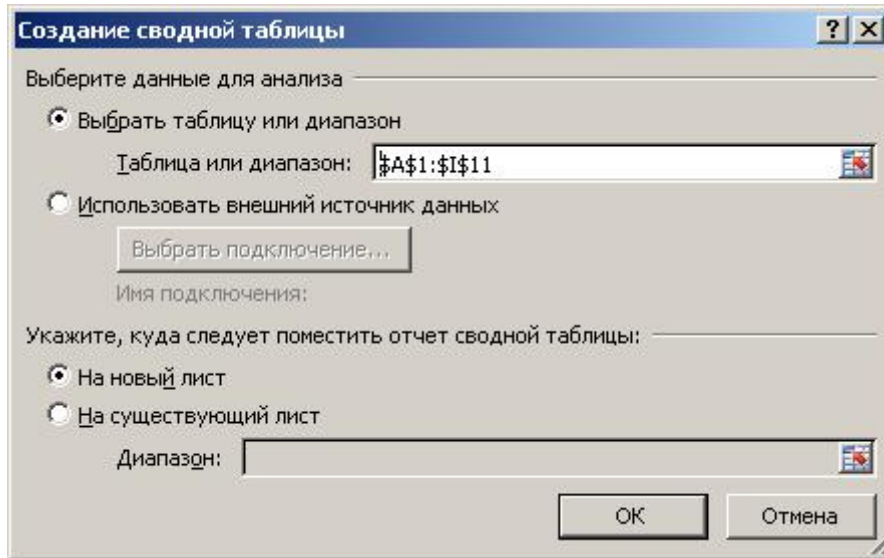 Создание сводной таблицы
Выберите данные для анализа
Выбрать таблицу или диапазон
Таблица или диапазон: $A$1:$I$11
Использовать внешний источник данных
Выбрать подключение...
Имя подключения:
Укажите, куда следует поместить отчет сводной таблицы:
На новый лист
На существующий лист
Диапазон:
ОК Отмена